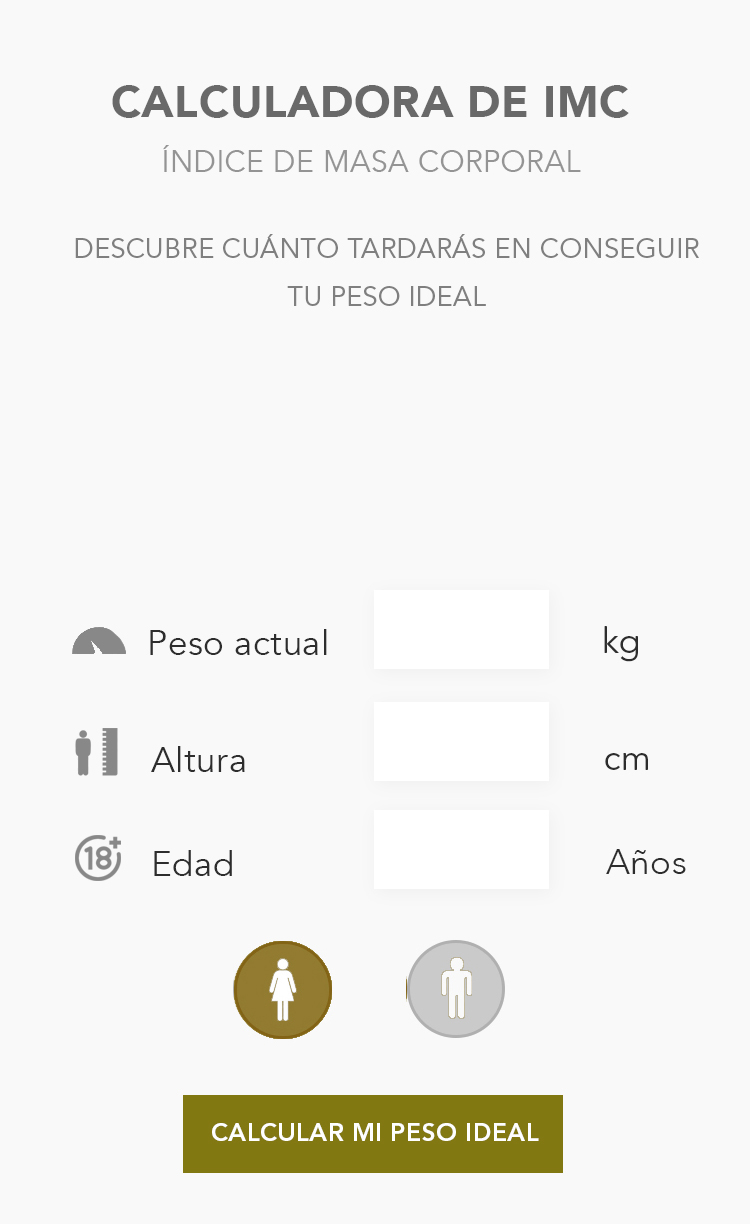 CALCULADORA DE IMC
ÍNDICE DE MASA CORPORAL
DESCUBRE CUÁNTO TARDARÁS EN CONSEGUIR
TU PESO IDEAL
Peso actual kg
Altura cm
18+ Edad Años
CALCULAR MI PESO IDEAL